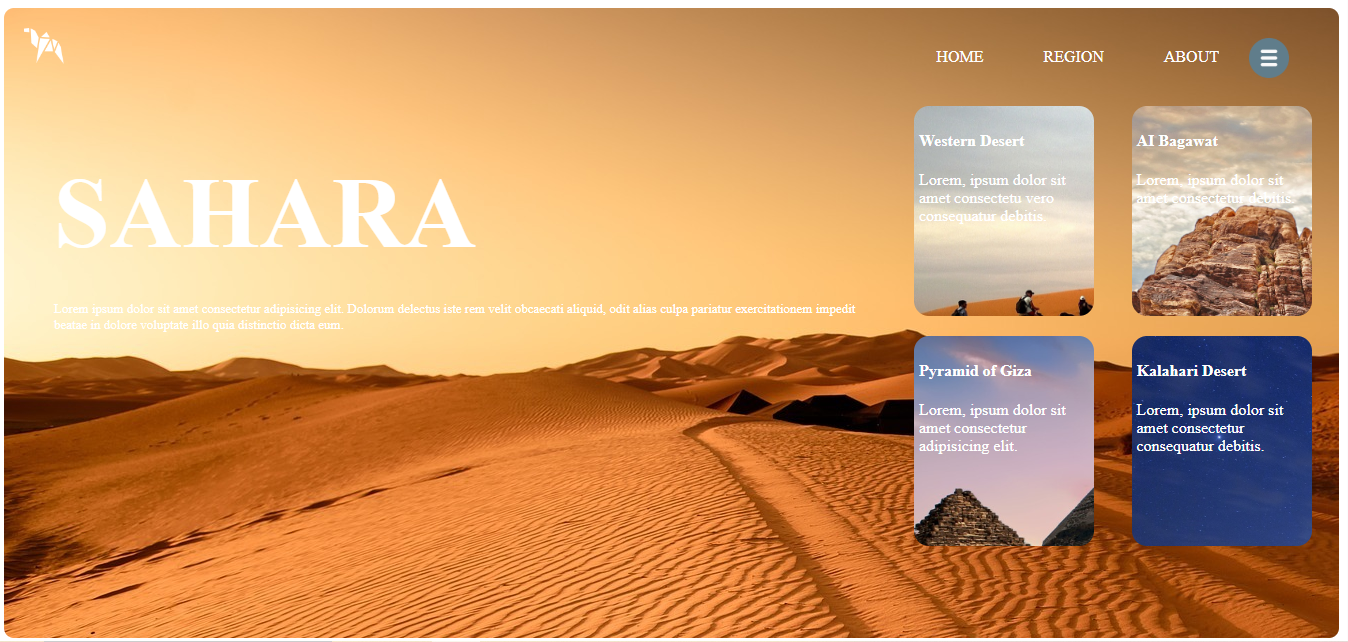 HOME REGION ABOUT
SAHARA
Lorem ipsum dolor sit amet consectetur adipisicing elit. Dolorum delectus iste rem velit obcaecati aliquid, odit alias culpa pariatur exercitationem impedit
beatae in dolore voluptate illo quia distinctio dicta eum.
Western Desert
Lorem, ipsum dolor sit
amet consectetu vero
consequatur debitis.
AI Bagawat
Lorem, ipsum dolor sit
amet consectetur debitis.
Pyramid of Giza
Lorem, ipsum dolor sit
amet consectetur
adipisicing elit.
Kalahari Desert
Lorem, ipsum dolor sit
amet consectetur
consequatur debitis.